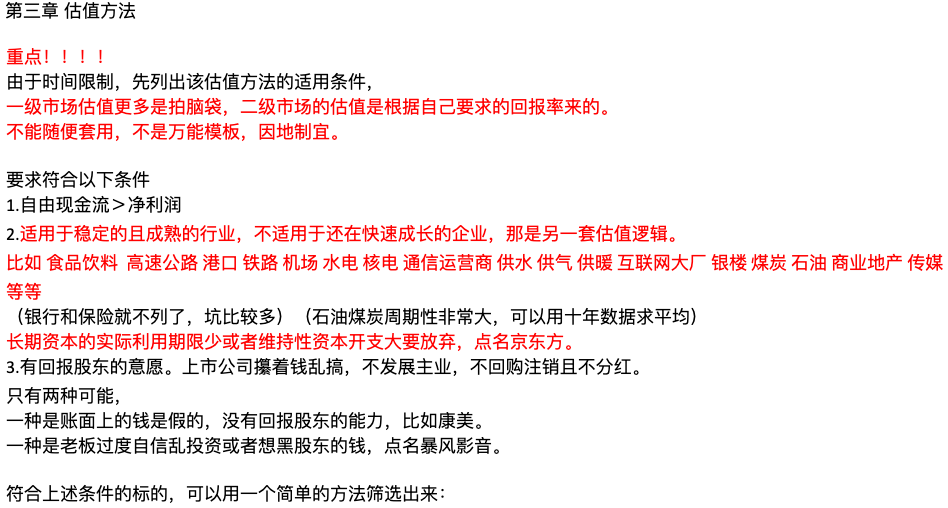 第三章 估值方法
重点！！！！
由于时间限制，先列出该估值方法的适用条件，
一级市场估值更多是拍脑袋，二级市场的估值是根据自己要求的回报率来的。
不能随便套用，不是万能模板，因地制宜。
要求符合以下条件
1.自由现金流＞净利润
2.适用于稳定的且成熟的行业，不适用于还在快速成长的企业，那是另一套估值逻辑。
比如 食品饮料 高速公路 港口 铁路 机场 水电 核电 通信运营商 供水 供气 供暖 互联网大厂 银楼 煤炭 石油 商业地产 传媒
等等
（银行和保险就不列了，坑比较多）（石油煤炭周期性非常大，可以用十年数据求平均）
长期资本的实际利用期限少或者维持性资本开支大要放弃，点名京东方。
3.有回报股东的意愿。上市公司攥着钱乱搞，不发展主业，不回购注销且不分红。
只有两种可能，
一种是账面上的钱是假的，没有回报股东的能力，比如康美。
一种是老板过度自信乱投资或者想黑股东的钱，点名暴风影音。
符合上述条件的标的，可以用一个简单的方法筛选出来：